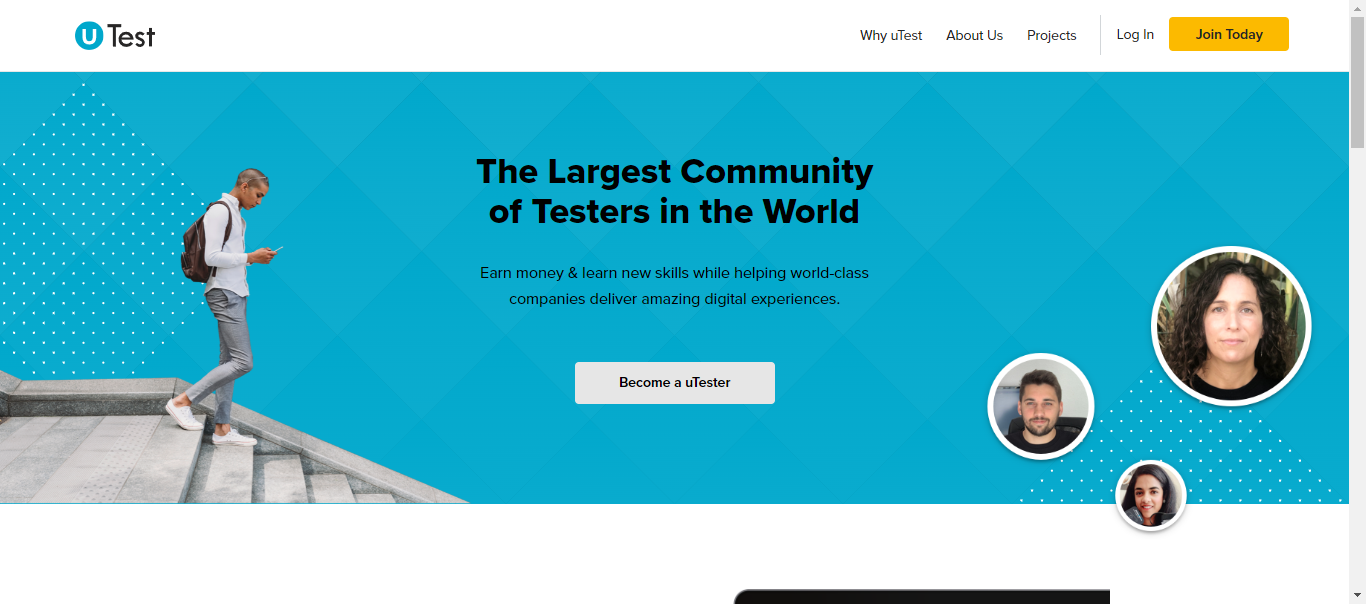 uTest
Why uTest
About Us
Projects
Log In
Join Today
The Largest Community
of Testers in the World
Earn money & learn new skills while helping world-class
companies deliver amazing digital experiences.
Become a uTester